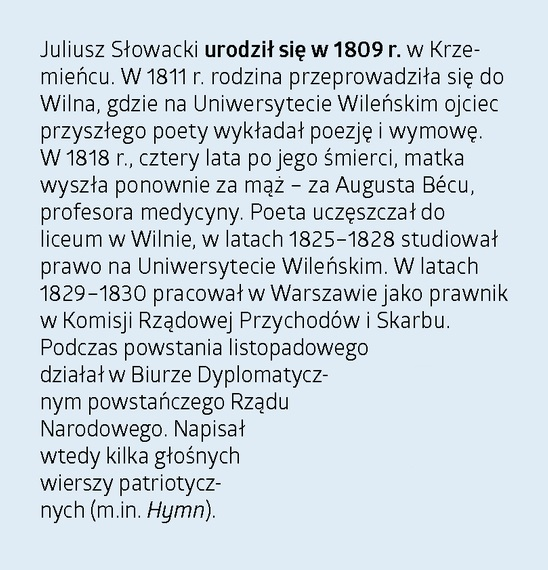 Juliusz Słowacki urodził się w 1809 r. w Krze-
mieńcu. W 1811 r. rodzina przeprowadziła się do
Wilna, gdzie na Uniwersytecie Wileńskim ojciec
przyszłego poety wykładał poezję i wymowę.
W 1818 r., cztery lata po jego śmierci, matka
wyszła ponownie za mąż – za Augusta Bécu,
profesora medycyny. Poeta uczęszczał do
liceum w Wilnie, w latach 1825–1828 studiował
prawo na Uniwersytecie Wileńskim. W latach
1829–1830 pracował w Warszawie jako prawnik
w Komisji Rządowej Przychodów i Skarbu.
Podczas powstania listopadowego
działał w Biurze Dyplomatycz-
nym powstańczego Rządu
Narodowego. Napisał
wtedy kilka głośnych
wierszy patriotycz-
nych (m.in. Hymn).